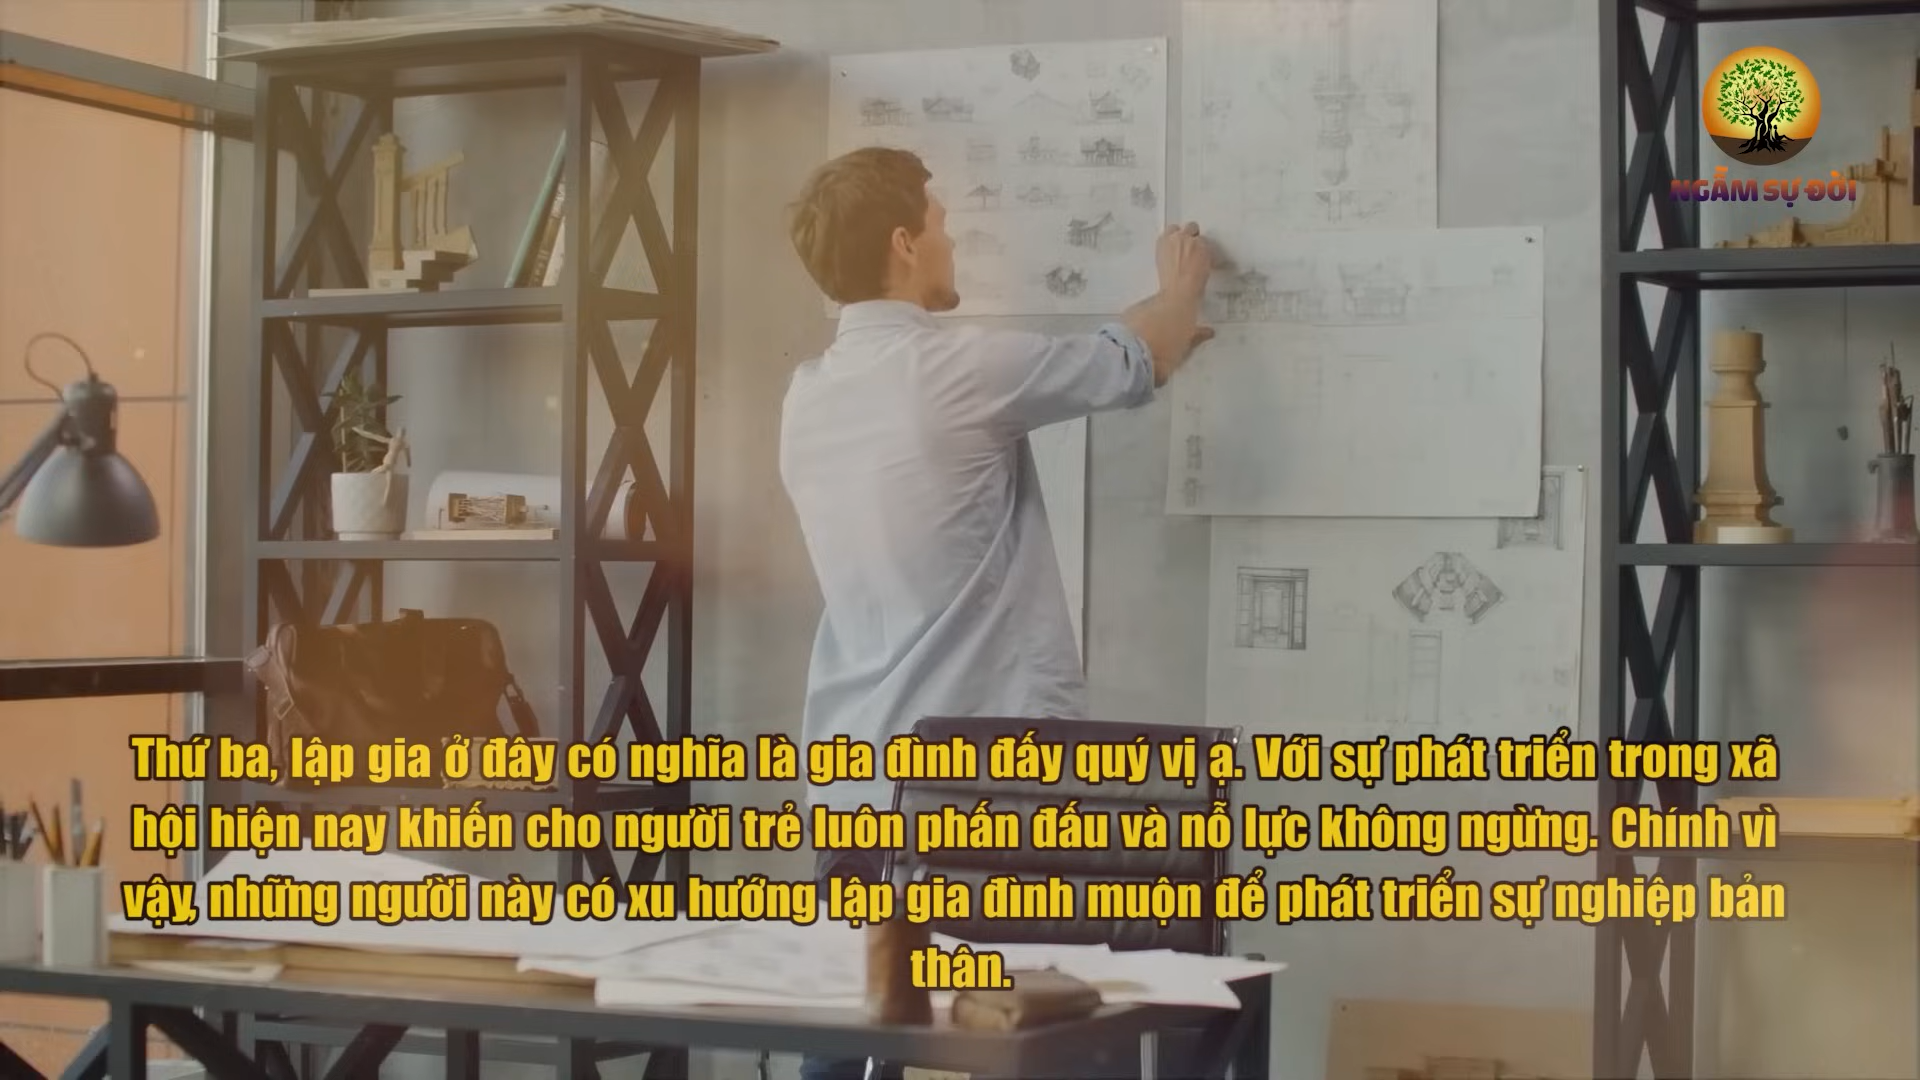 NGẪM SỰ ĐỜI
Thứ ba, lập gia ở đây có nghĩa là gia đình đấy quý vị ạ. Với sự phát triển trong xã
hội hiện nay khiến cho người trẻ luôn phấn đấu và nỗ lực không ngừng. Chính vì
vậy, những người này có xu hướng lập gia đình muộn để phát triển sự nghiệp bản
thân.